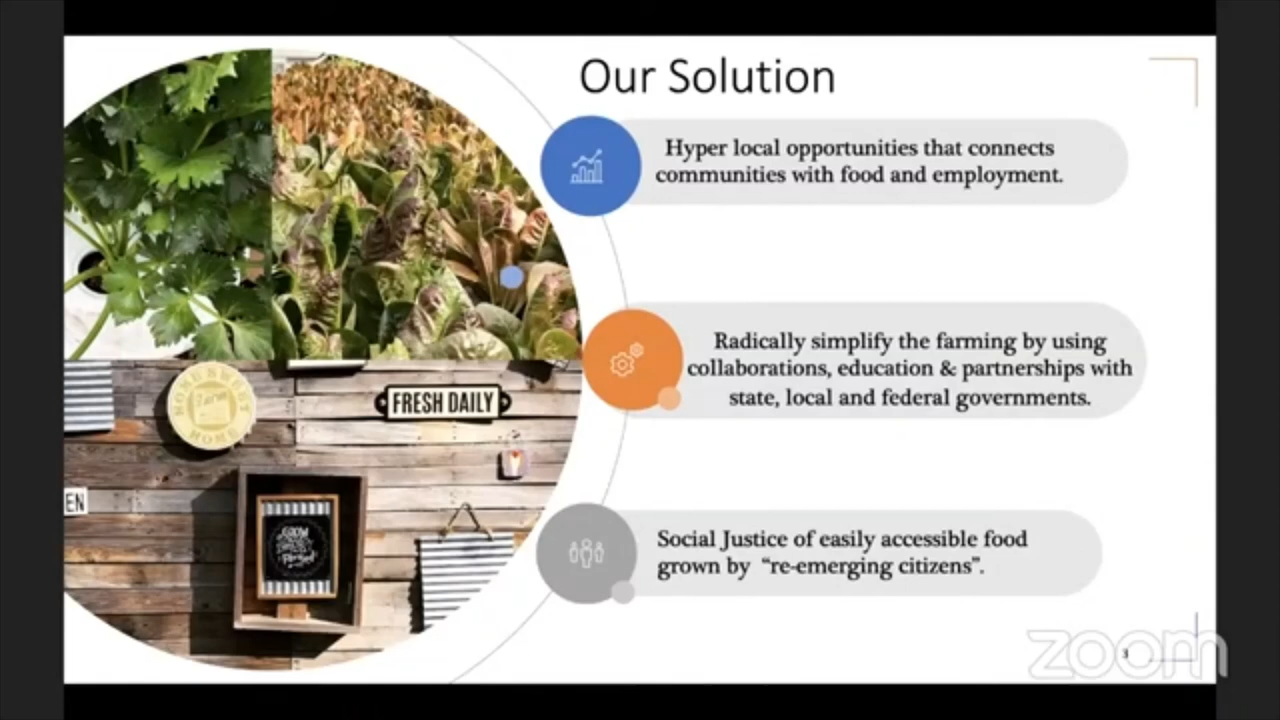 Our Solution
Hyper local opportunities that connects
communities with food and employment.
Radically simplify the farming by using
collaborations, education & partnerships with
state, local and federal governments.
Social Justice of easily accessible food
grown by “re-emerging citizens”.
FRESH DAILY
HOME
EN
3
zoom